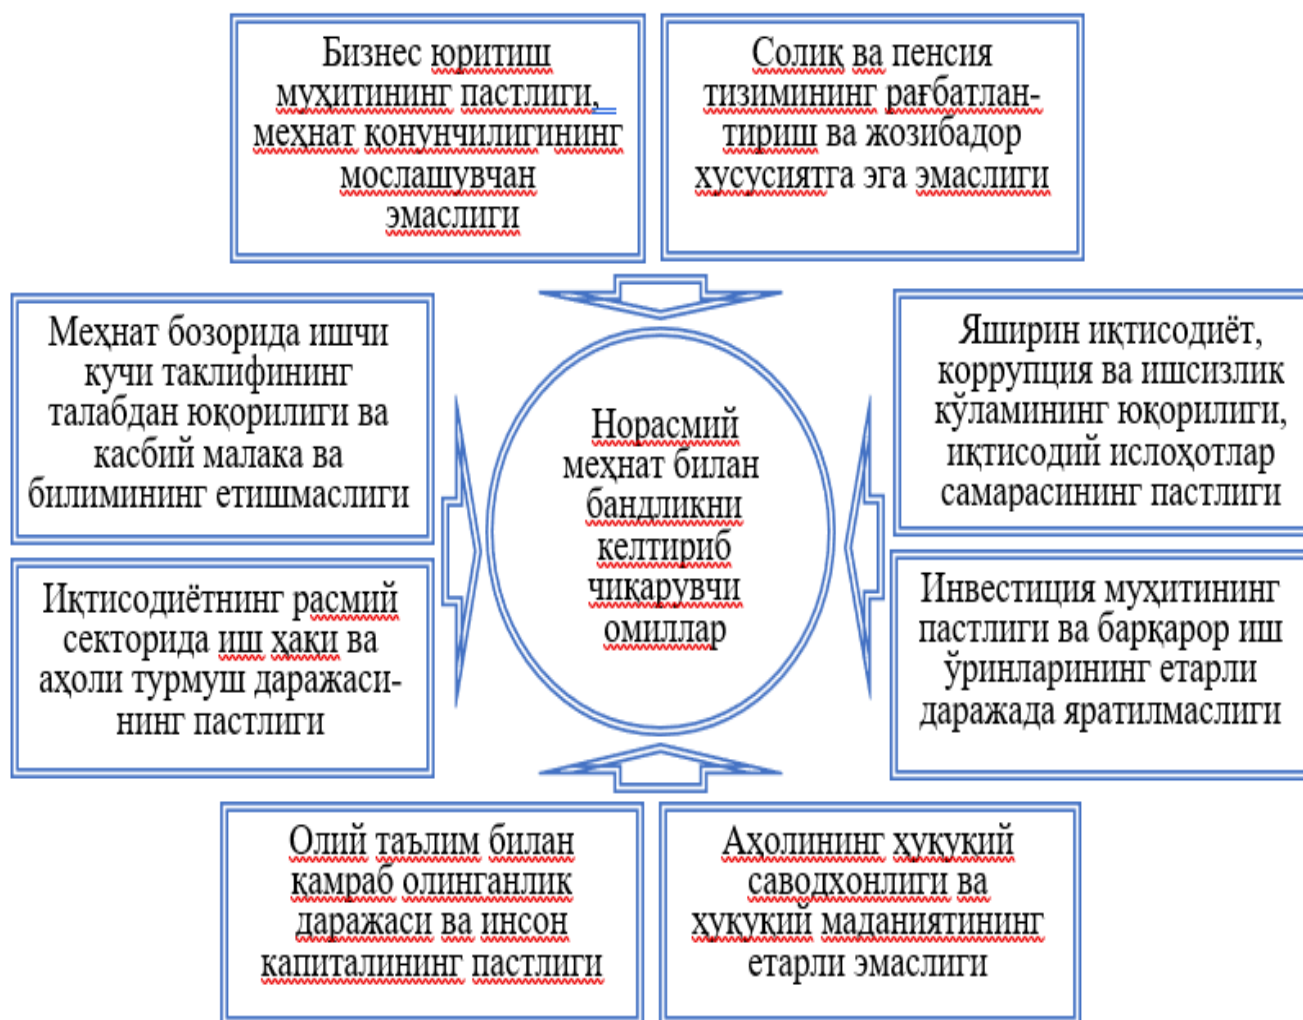 Бизнес юритиш
муҳитининг пастлиги,
меҳнат қонунчилигининг
мослашувчан
эмаслиги
Солиқ ва пенсия
тизимининг рағбатлан-
тириш ва жозибадор
хусусиятга эга эмаслиги
Меҳнат бозорида ишчи
кучи таклифининг
талабдан юқорилиги ва
касбий малака ва
билимининг етишмаслиги
Норасмий
меҳнат билан
бандликни
келтириб
чиқарувчи
омиллар
Яширин иқтисодиёт,
коррупция ва ишсизлик
кўламининг юқорилиги,
иқтисодий ислоҳотлар
самарасининг пастлиги
Иқтисодиётнинг расмий
секторида иш ҳақи ва
аҳоли турмуш даражаси-
нинг пастлиги
Инвестиция муҳитининг
пастлиги ва барқарор иш
ўринларининг етарли
даражада яратилмаслиги
Олий таълим билан
қамраб олинганлик
даражаси ва инсон
капиталининг пастлиги
Аҳолининг ҳуқуқий
саводхонлиги ва
ҳуқуқий маданиятининг
етарли эмаслиги